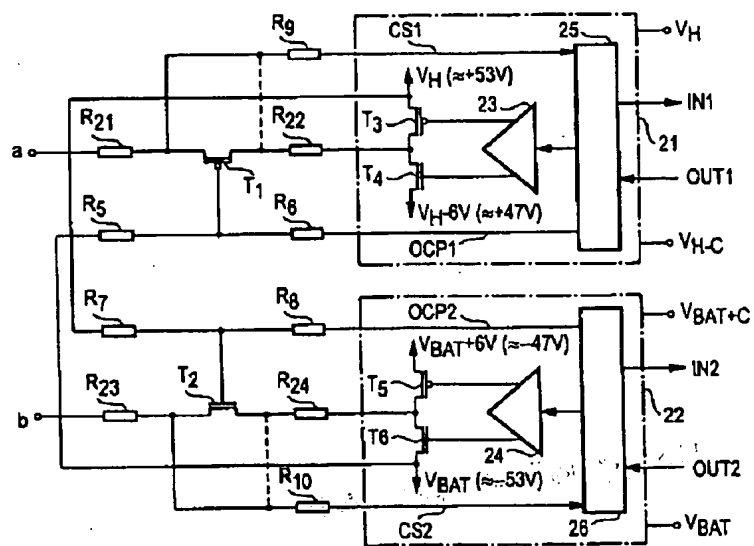 R9
CS1
25
VH
VH (≈+53V)
23
IN1
R21
R22
T3
a
21
T1
T4
OUT1
R5
R6
VH-6V (≈+47V)
OCP1
VH-C
R7
R8
OCP2
VBAT+C
VBAT+6V (≈-47V)
T2
IN2
R23
R24
T5
22
b
T6
24
OUT2
R10
VBAT (≈-53V)
CS2
26
VBAT